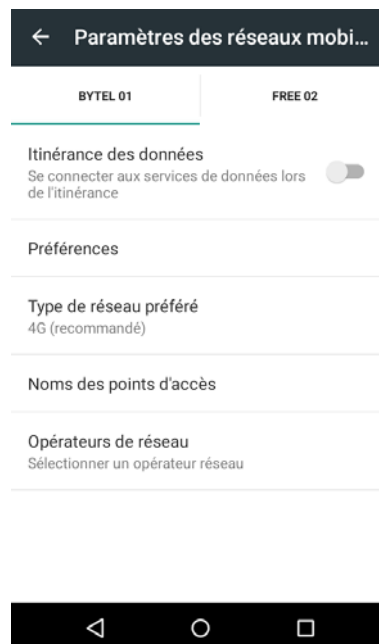 Paramètres des réseaux mobi...
BYTEL 01
FREE 02
Itinérance des données
Se connecter aux services de données lors
de l'itinérance
Préférences
Type de réseau préféré
4G (recommandé)
Noms des points d'accès
Opérateurs de réseau
Sélectionner un opérateur réseau